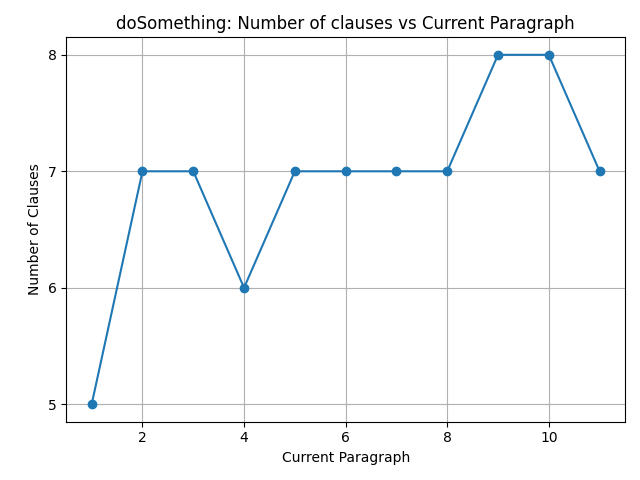 doSomething: Number of clauses vs Current Paragraph
8
7
6
5
Number of Clauses
2 4 6 8 10
Current Paragraph